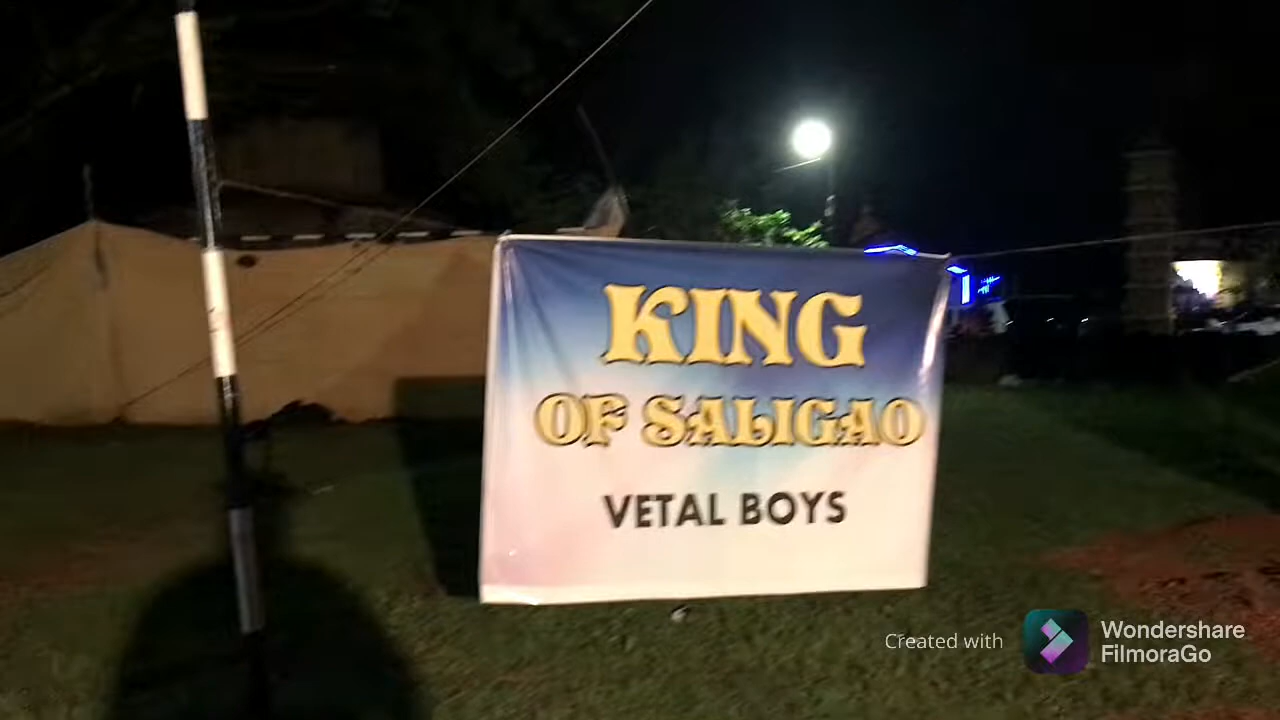 KING
OF SALIGAO
VETAL BOYS
Created with
Wondershare
FilmoraGo